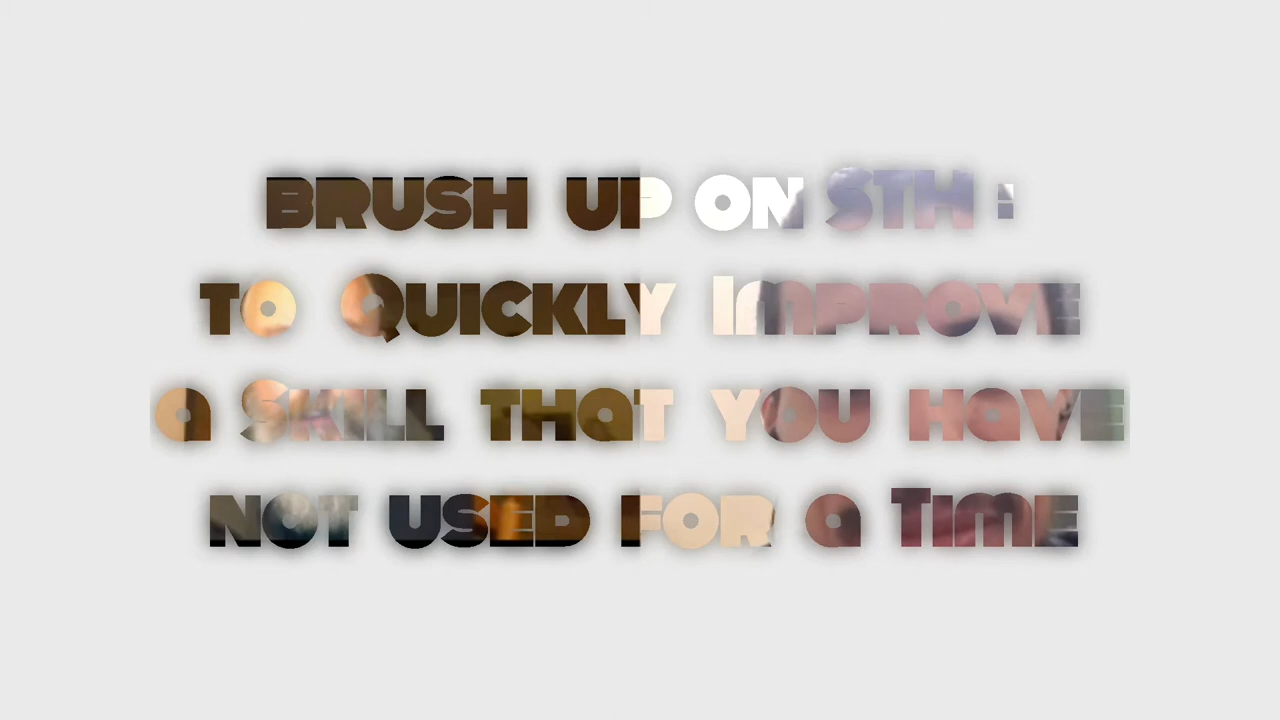 BRUSH UP ON STH :
to Quickly Improve
a Skill that you have
not used for a Time